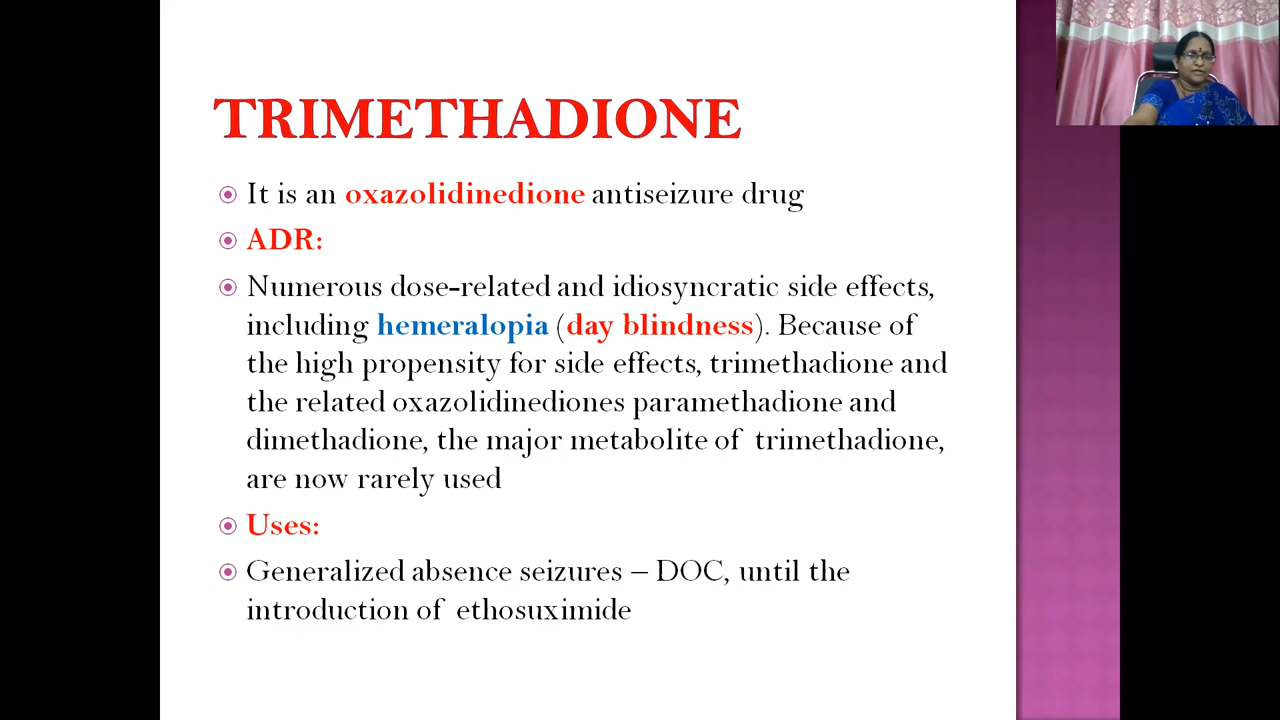 TRIMETHADIONE
It is an oxazolidinedione antiseizure drug
ADR:
Numerous dose-related and idiosyncratic side effects,
including hemeralopia (day blindness). Because of
the high propensity for side effects, trimethadione and
the related oxazolidinediones paramethadione and
dimethadione, the major metabolite of trimethadione,
are now rarely used
Uses:
Generalized absence seizures – DOC, until the
introduction of ethosuximide